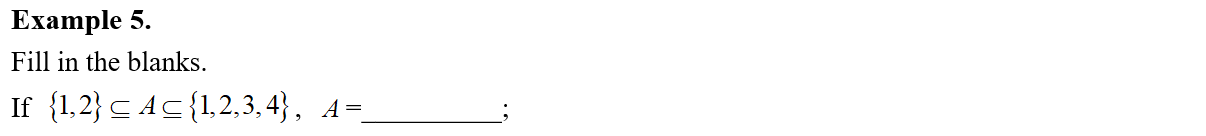 Example 5.
Fill in the blanks.
If {1,2} ⊆ A ⊆ {1,2,3,4}, A=__________;